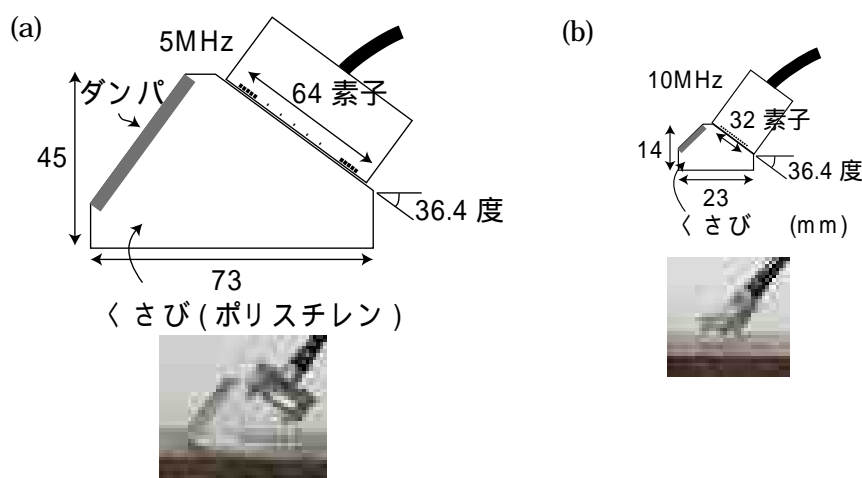 (a)
5MHz
ダンパ
64 素子
45
36.4 度
73
くさび(ポリスチレン)
(b)
10MHz
32 素子
14
36.4 度
23
くさび (mm)